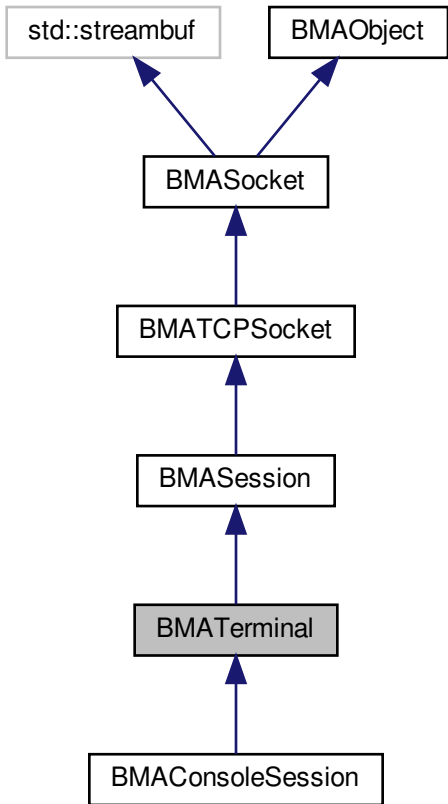 std::streambuf
BMAObject
BMASocket
BMATCPSocket
BMASession
BMATerminal
BMAConsoleSession